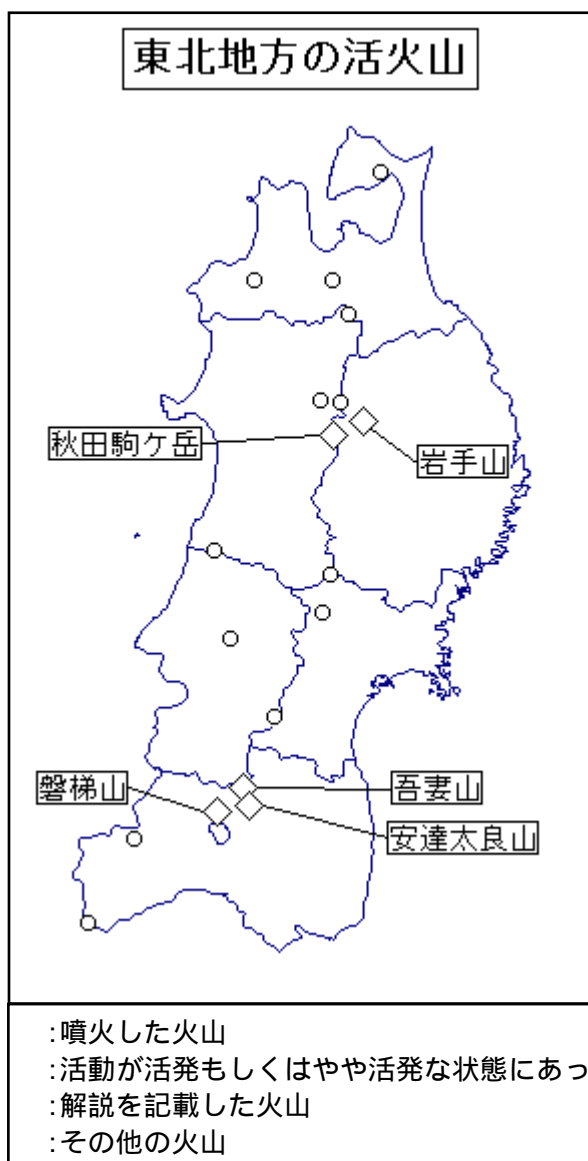 東北地方の活火山
秋田駒ケ岳
岩手山
磐梯山
吾妻山
安達太良山
:噴火した火山
:活動が活発もしくはやや活発な状態にあっ
:解説を記載した火山
:その他の火山